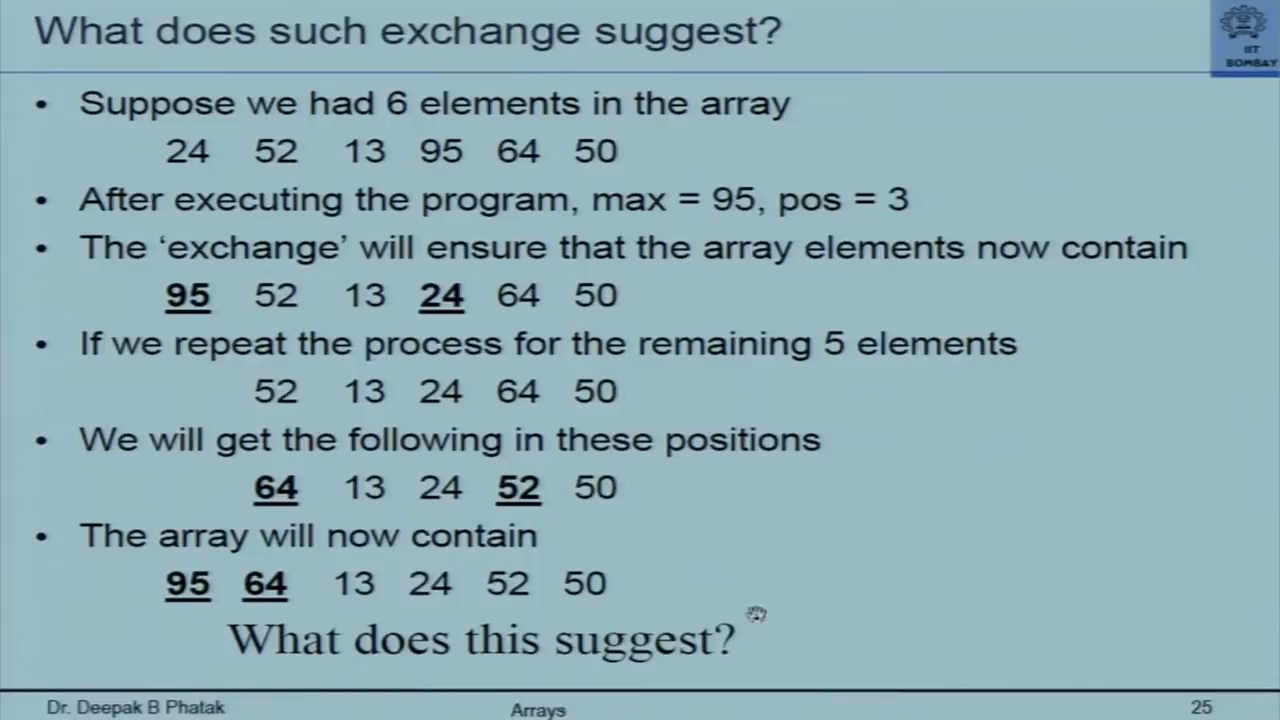 What does such exchange suggest?
IIT
BOMBAY
• Suppose we had 6 elements in the array
24 52 13 95 64 50
• After executing the program, max = 95, pos = 3
• The ‘exchange’ will ensure that the array elements now contain
95 52 13 24 64 50
• If we repeat the process for the remaining 5 elements
52 13 24 64 50
• We will get the following in these positions
64 13 24 52 50
• The array will now contain
95 64 13 24 52 50
What does this suggest?
Dr. Deepak B Phatak Arrays 25